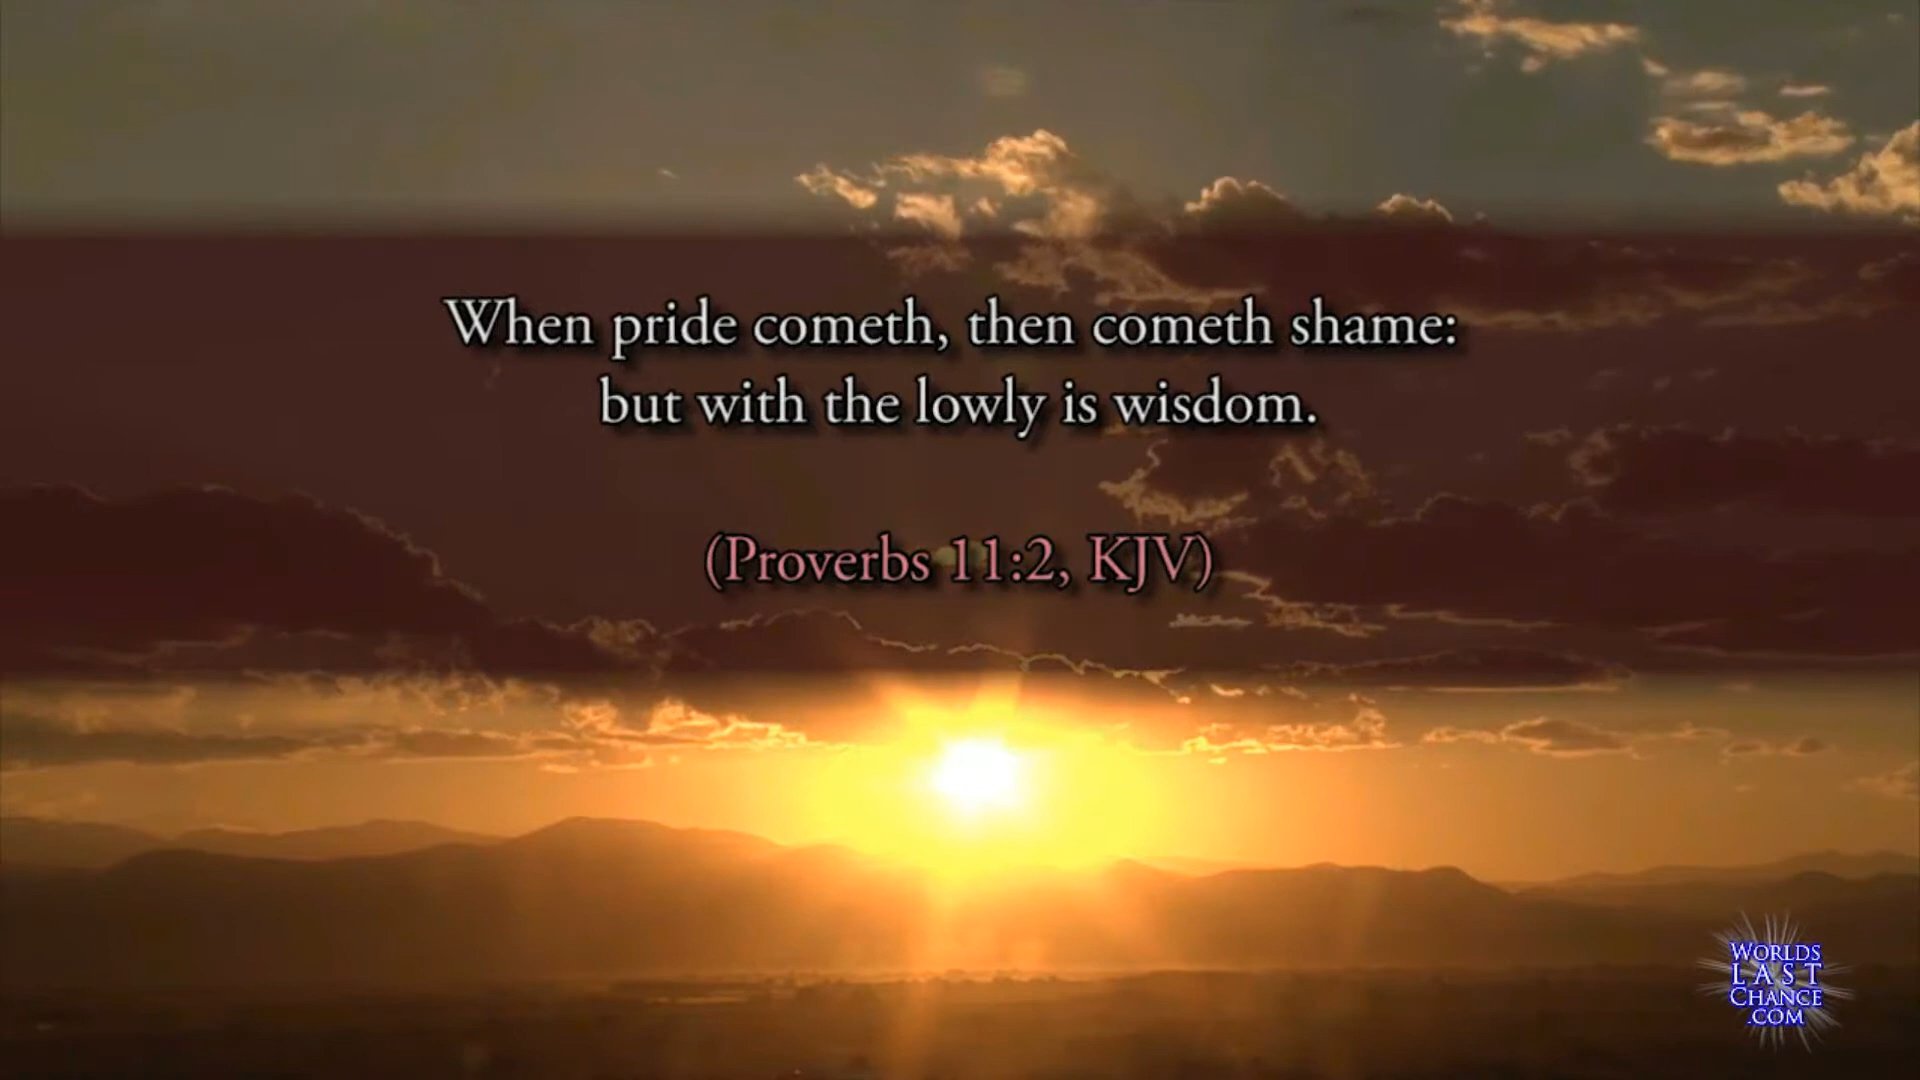 When pride cometh, then cometh shame:
but with the lowly is wisdom.
(Proverbs 11:2, KJV)
WORLDS
LAST
CHANCE
.COM